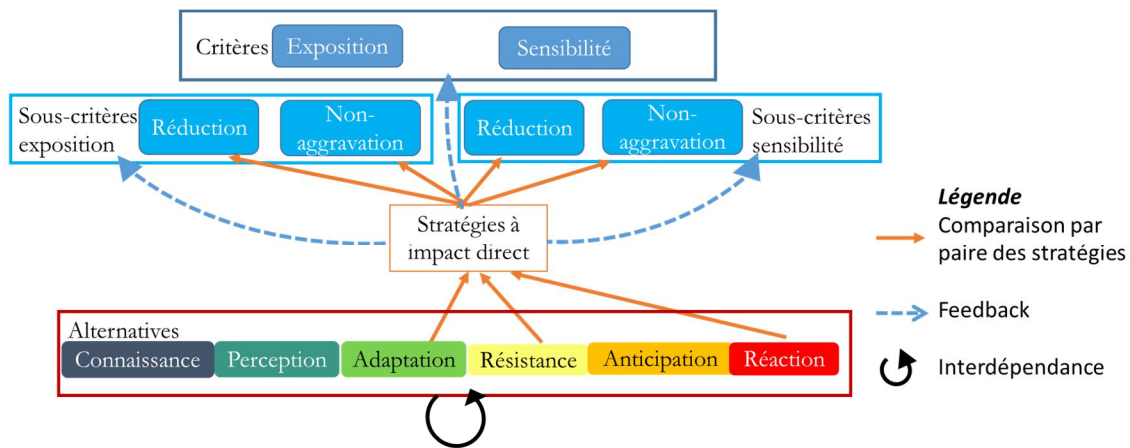 Critères
Exposition
Sensibilité
Sous-critères
exposition
Réduction
Non-
aggravation
Réduction
Non-
aggravation
Sous-critères
sensibilité
Stratégies à
impact direct
Légende
Comparaison par
paire des stratégies
Feedback
Interdépendance
Alternatives
Connaissance
Perception
Adaptation
Résistance
Anticipation
Réaction